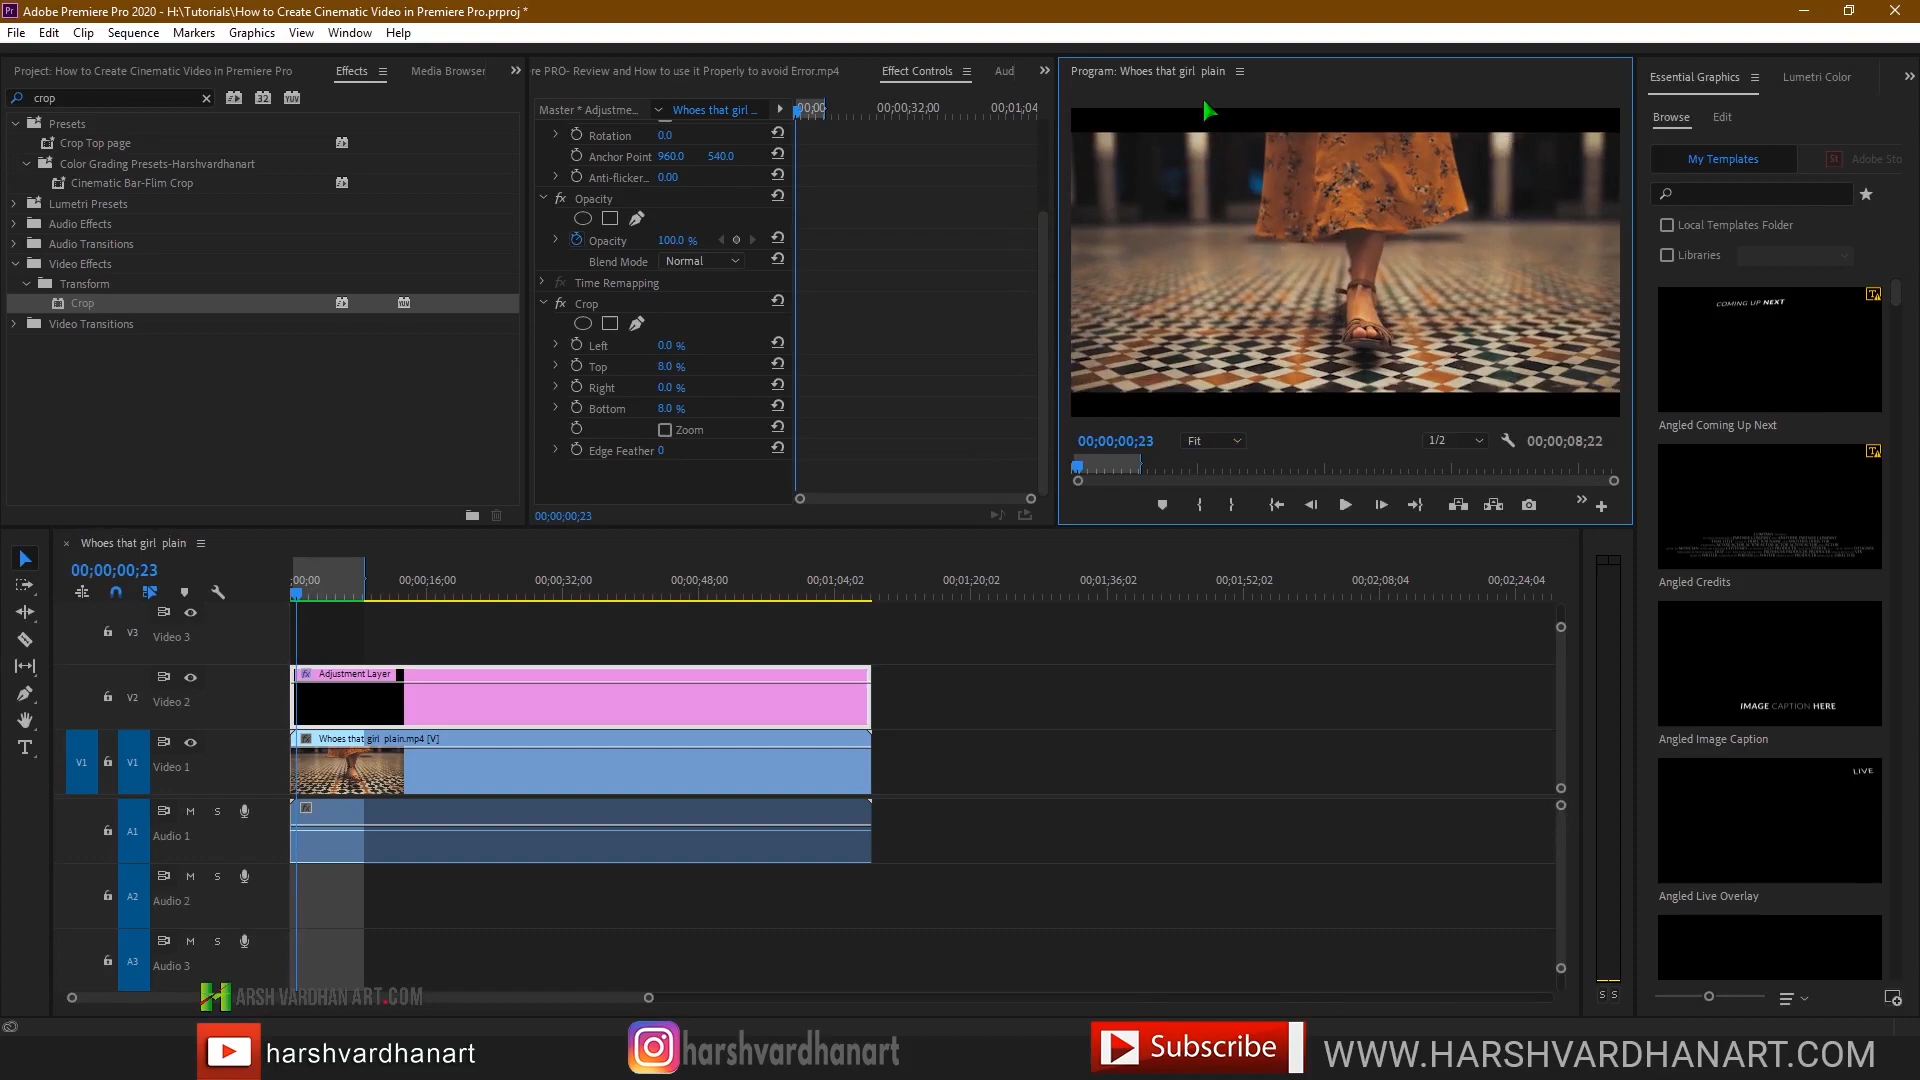 Pr Adobe Premiere Pro 2020 - H:\Tutorials\How to Create Cinematic Video in Premiere Pro.prproj *
File Edit Clip Sequence Markers Graphics View Window Help
Project: How to Create Cinematic Video in Premiere Pro Effects Media Browser
crop
Presets
Crop Top page
Color Grading Presets-Harshvardhanart
Cinematic Bar-Flim Crop
Lumetri Presets
Audio Effects
Audio Transitions
Video Effects
Transform
Crop
Video Transitions
re PRO- Review and How to use it Properly to avoid Error.mp4 Effect Controls Aud
Master * Adjustme... Whoes that girl ... ;00;00 00;00;32;00 00;01;04
Rotation 0.0
Anchor Point 960.0 540.0
Anti-flicker... 0.00
fx Opacity
Opacity 100.0 %
Blend Mode Normal
fx Time Remapping
fx Crop
Left 0.0 %
Top 8.0 %
Right 0.0 %
Bottom 8.0 %
Zoom
Edge Feather 0
00;00;00;23
Program: Whoes that girl plain
00;00;00;23 Fit 1/2 00;00;08;22
Essential Graphics Lumetri Color
Browse Edit
My Templates St Adobe Sto
Local Templates Folder
Libraries
COMING UP NEXT
Angled Coming Up Next
Angled Credits
IMAGE CAPTION HERE
Angled Image Caption
LIVE
Angled Live Overlay
Whoes that girl plain
00;00;00;23
;00;00 00;00;16;00 00;00;32;00 00;00;48;00 00;01;04;02 00;01;20;02 00;01;36;02 00;01;52;02 00;02;08;04 00;02;24;04
V3 Video 3
V2 Video 2
fx Adjustment Layer
V1 V1 Video 1
fx Whoes that girl plain.mp4 [V]
A1 M S
Audio 1
fx
A2 M S
Audio 2
A3 M S
Audio 3
S S
HARSH VARDHAN ART.COM
harshvardhanart
harshvardhanart
Subscribe
WWW.HARSHVARDHANART.COM